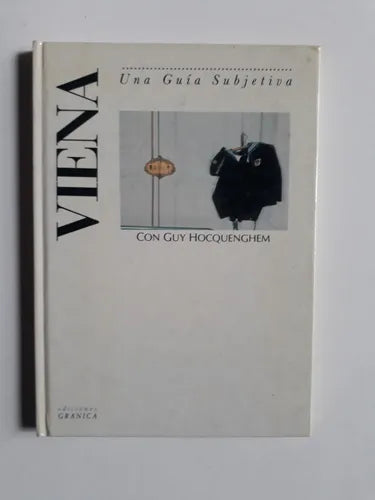 VIENA
Una Guía Subjetiva
CON GUY HOCQUENGHEM
ediciones
GRANICA